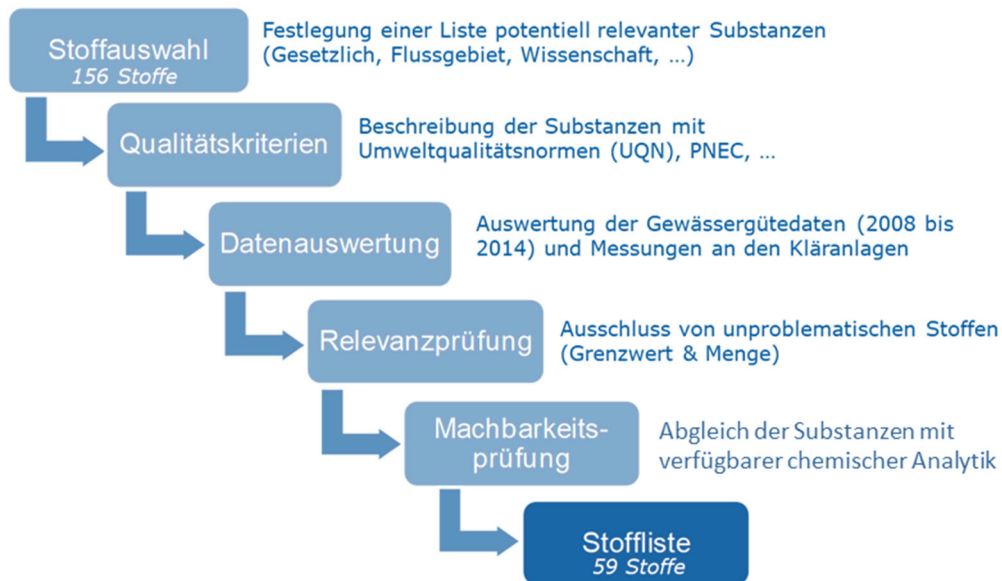 Stoffauswahl
156 Stoffe
Festlegung einer Liste potentiell relevanter Substanzen
(Gesetzlich, Flussgebiet, Wissenschaft, ...)
Qualitätskriterien
Beschreibung der Substanzen mit
Umweltqualitätsnormen (UQN), PNEC, ...
Datenauswertung
Auswertung der Gewässergütedaten (2008 bis
2014) und Messungen an den Kläranlagen
Relevanzprüfung
Ausschluss von unproblematischen Stoffen
(Grenzwert & Menge)
Machbarkeits-
prüfung
Abgleich der Substanzen mit
verfügbarer chemischer Analytik
Stoffliste
59 Stoffe